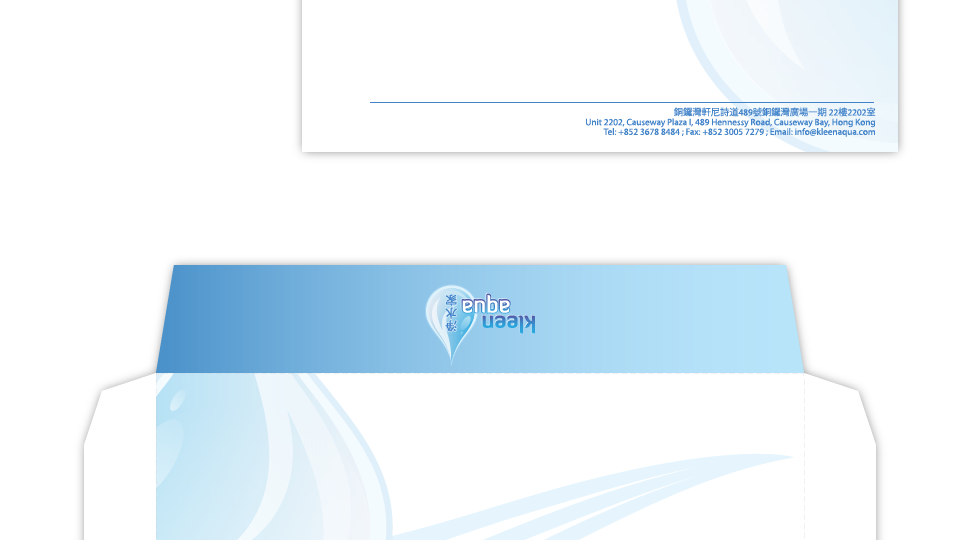 銅鑼灣軒尼詩道489號銅鑼灣廣場一期 22樓2202室
Unit 2202, Causeway Plaza I, 489 Hennessy Road, Causeway Bay, Hong Kong
Tel: +852 3678 8484 ; Fax: +852 3005 7279 ; Email: info@kleenaqua.com
kleen
aqua
淨水家